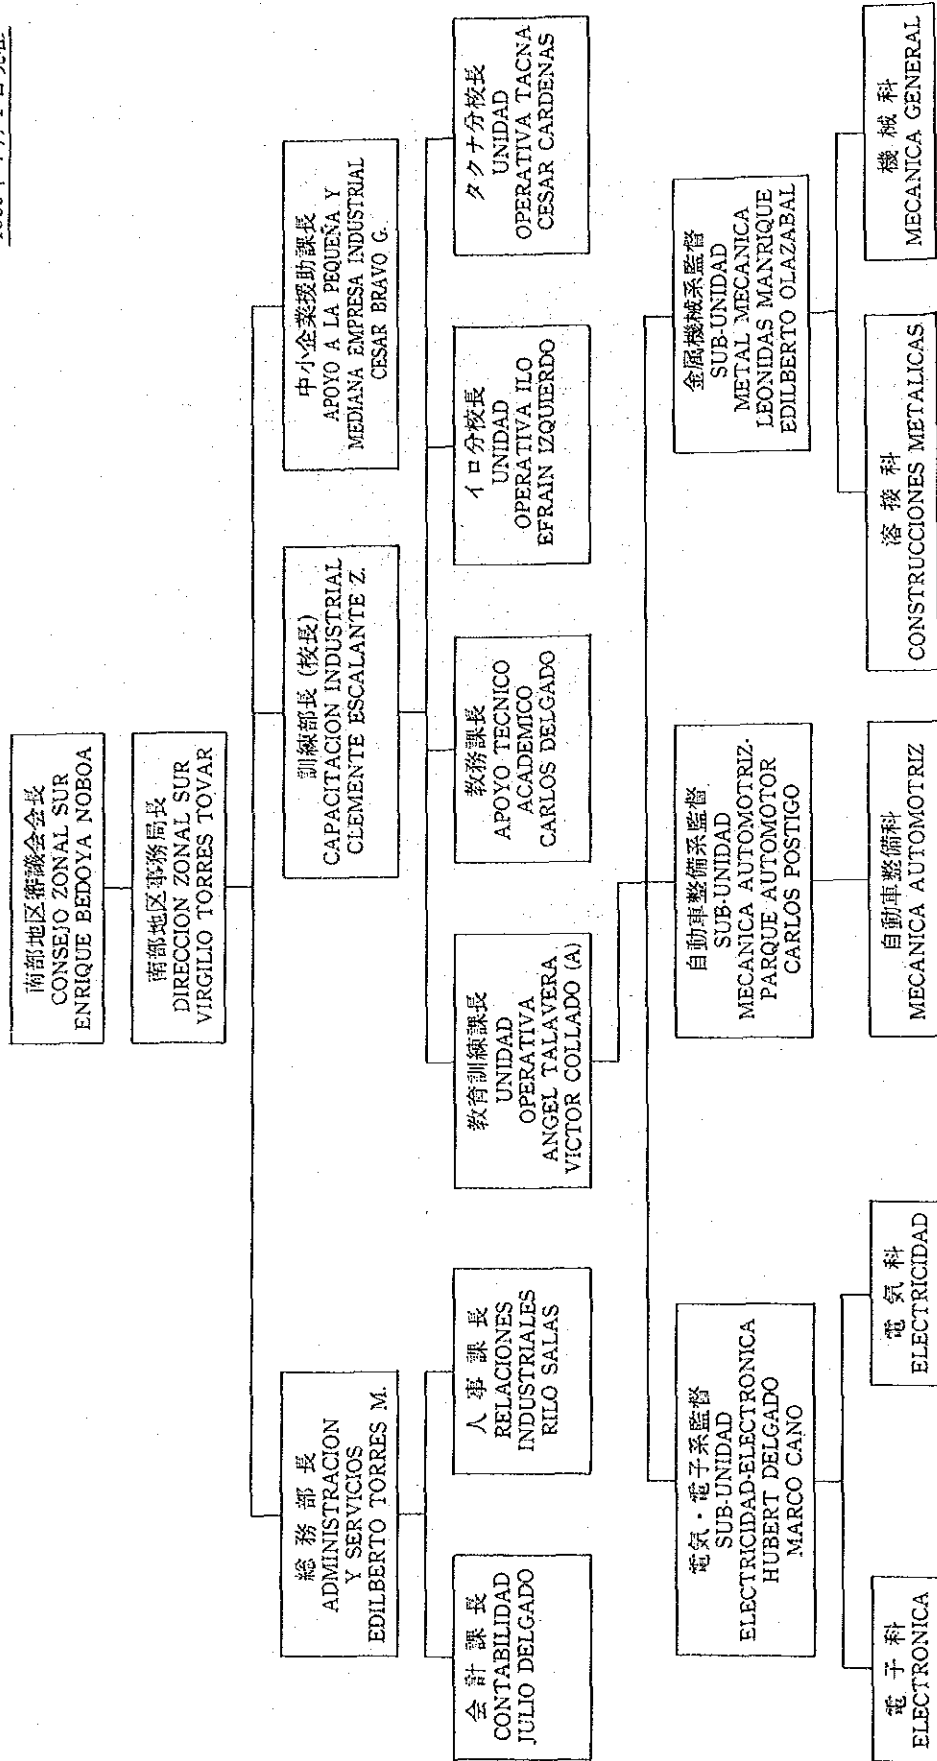 南部地区審議会会長
CONSEJO ZONAL SUR
ENRIQUE BEDOYA NOBOA
南部地区事務局長
DIRECCION ZONAL SUR
VIRGILIO TORRES TOVAR
総務部長
ADMINISTRACION
Y SERVICIOS
EDILBERTO TORRES M.
訓練部長(校長)
CAPACITACION INDUSTRIAL
CLEMENTE ESCALANTE Z.
中小企業援助課長
APOYO A LA PEQUEÑA Y
MEDIANA EMPRESA INDUSTRIAL
CESAR BRAVO G.
会計課長
CONTABILIDAD
JULIO DELGADO
人事課長
RELACIONES
INDUSTRIALES
RILO SALAS
教育訓練課長
UNIDAD
OPERATIVA
ANGEL TALAVERA
VICTOR COLLADO (A)
教務課長
APOYO TECNICO
ACADEMICO
CARLOS DELGADO
イロ分校長
UNIDAD
OPERATIVA ILO
EFRAIN IZQUIERDO
タクナ分校長
UNIDAD
OPERATIVA TACNA
CESAR CARDENAS
電気・電子系監督
SUB-UNIDAD
ELECTRICIDAD-ELECTRONICA
HUBERT DELGADO
MARCO CANO
自動車整備系監督
SUB-UNIDAD
MECANICA AUTOMOTRIZ-
PARQUE AUTOMOTOR
CARLOS POSTIGO
金属機械系監督
SUB-UNIDAD
METAL MECANICA
LEONIDAS MANRIQUE
EDILBERTO OLAZABAL
電子科
ELECTRONICA
電気科
ELECTRICIDAD
自動車整備科
MECANICA AUTOMOTRIZ
溶接科
CONSTRUCCIONES METALICAS
機械科
MECANICA GENERAL